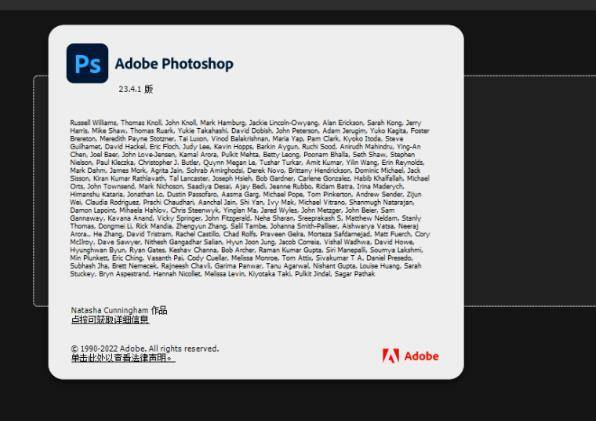 Ps
Adobe Photoshop
23.4.1 版
Russell Williams, Thomas Knoll, John Knoll, Mark Hamburg, Jackie Lincoln-Owyang, Alan Erickson, Sarah Kong, Jerry
Harris, Mike Shaw, Thomas Ruark, Yukie Takahashi, David Dobish, John Peterson, Adam Jerugim, Yuko Kagita, Foster
Brereton, Meredith Payne Stotzner, Tai Luxon, Vinod Balakrishnan, Maria Yap, Pam Clark, Kyoko Itoda, Steve
Guilhamet, David Hackel, Eric Floch, Judy Lee, Kevin Hopps, Barkin Aygun, Ruchi Sood, Anirudh Mahindru, Ying-An
Chen, Joel Baer, John Love-Jensen, Kamal Arora, Pulkit Mehta, Betty Leong, Poonam Bhalla, Seth Shaw, Stephen
Nielson, Paul Kleczka, Christopher J. Butler, Quynn Megan Le, Tushar Turkar, Amit Kumar, Yilin Wang, Erin Reynolds,
Mark Dahm, James Mork, Agrita Jain, Sohrab Amirghodsi, Derek Novo, Brittany Hendrickson, Dominic Michael, Jack
Sisson, Kiran Kumar Rathlavath, Tal Lancaster, Joseph Hsieh, Bob Gardner, Carlene Gonzalez, Habib Khalfallah, Michael
Orts, John Townsend, Mark Nichoson, Saadiya Desai, Ajay Bedi, Jeanne Rubbo, Ridam Batra, Irina Maderych,
Himanshu Kataria, Jonathan Lo, Dustin Passofaro, Sagar Pathak, Michael Pope, Tom Pinkerton, Andrew Sender, Zijun
Wei, Claudia Rodriguez, Prachi Chaudhari, Aanchal Jain, Shi Yan, Ivy Mak, Michael Vitrano, Shanmugh Natarajan,
Damon Lapoint, Mihaela Hahlov, Chris Steenwyk, Yinglan Ma, Jared Wyles, John Metzger, John Beier, Sam
Gannaway, Kavana Anand, Vicky Springer, John Fitzgerald, Neha Sharan, Sreekash S, Matthew Neldam, Stanly
Thomas, Dongmei Li, Rick Mandia, Zhengyun Zhang, Salil Tambe, Johanna Smith-Palliser, Aishwarya Vatsa, Neeraj
Arora, He Zhang, David Tristram, Rachel Castillo, Chad Rolfs, Praveen Gelra, Morteza Safdarnejad, Matt Fuerch, Cory
McIlroy, Dave Sawyer, Nithesh Gangadhar Salian, Hyun Joon Jung, Jacob Correia, Vishal Wadhwa, David Howe,
Hyunghwan Byun, Ryan Gates, Keshav Channa, Bob Archer, Raman Kumar Gupta, Siri Manepalli, Soumya Lakshmi,
Min Plunkett, Eric Ching, Vasanth Pai, Cody Cuellar, Melissa Monroe, Tom Attix, Sivakumar T A, Daniel Presedo,
Subhash Jha, Brett Nemecek, Rajneesh Chavli, Garima Panwar, Tanu Agarwal, Nishant Gupta, Louise Huang, Sarah
Stuckey, Bryn Aspestrand, Hannah Nicollet, Melissa Levin, Kiyotaka Taki, Pulkit Jindal, Sagar Pathak
Natasha Cunningham 作品
点按可获取详细信息
© 1990-2022 Adobe. All rights reserved.
单击此处以查看法律声明。
Adobe